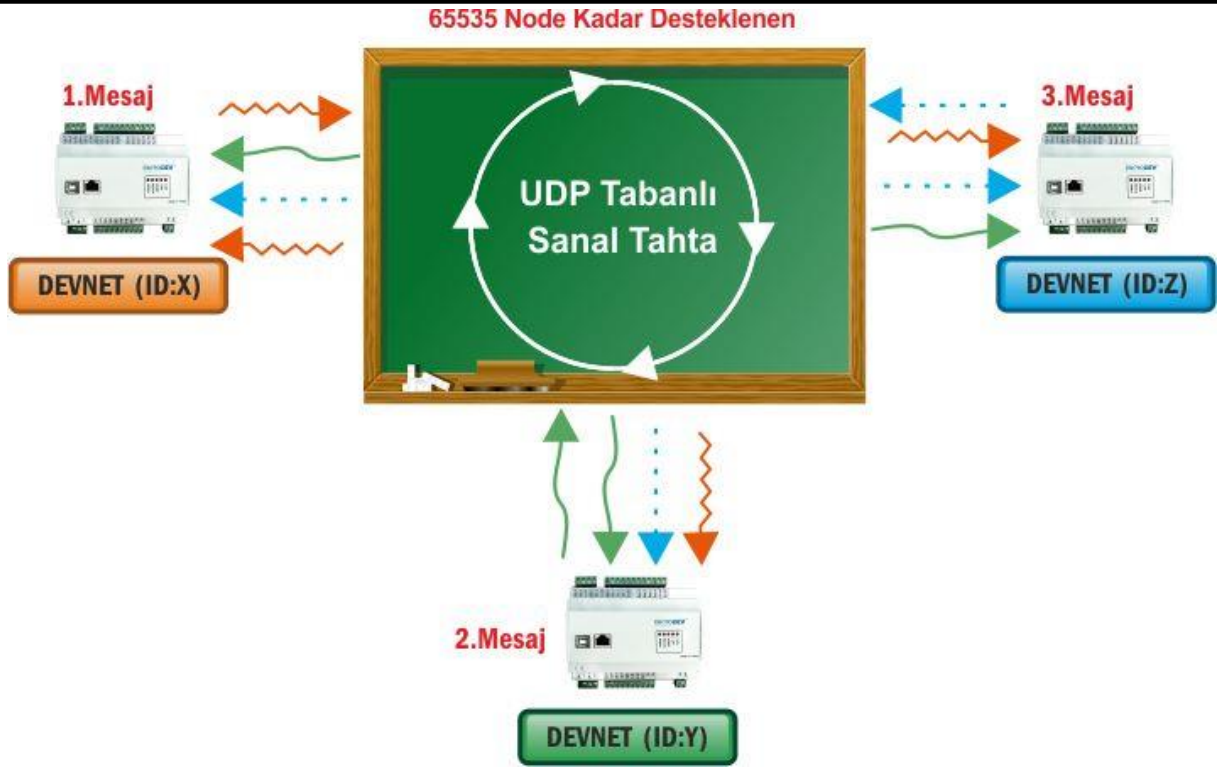 65535 Node Kadar Desteklenen
1.Mesaj
3.Mesaj
UDP Tabanlı
Sanal Tahta
DEVNET (ID:X)
DEVNET (ID:Z)
2.Mesaj
DEVNET (ID:Y)